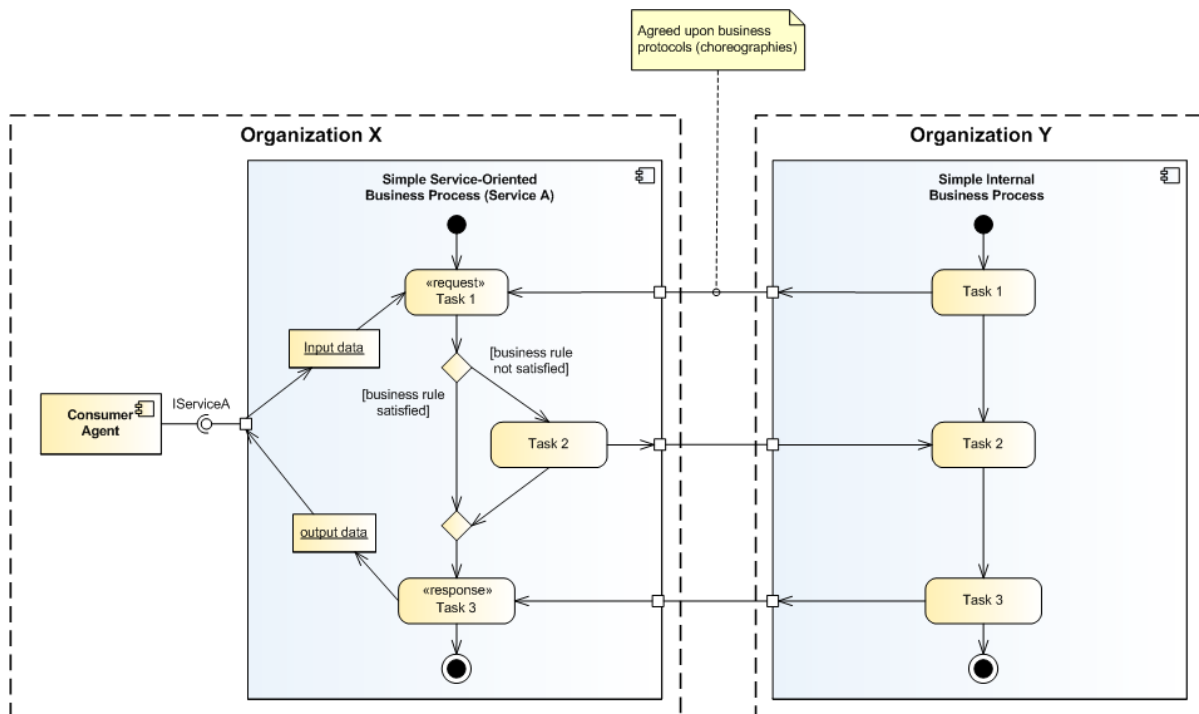 Agreed upon business
protocols (choreographies)
Organization X
Organization Y
Simple Service-Oriented
Business Process (Service A)
Simple Internal
Business Process
«request»
Task 1
Task 1
Input data
[business rule
not satisfied]
[business rule
satisfied]
IServiceA
Consumer
Agent
Task 2
Task 2
output data
«response»
Task 3
Task 3